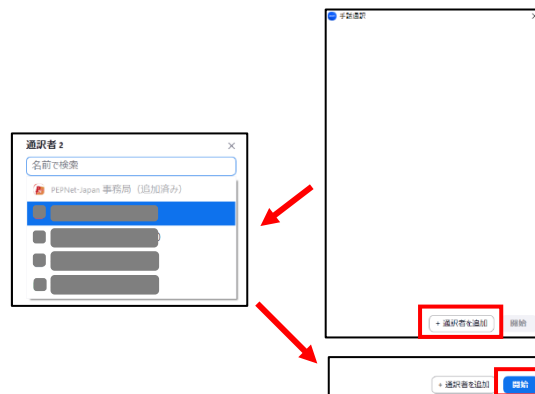 手話通訳
+ 通訳者を追加
開始
通訳者 2
名前で検索
PEPNet-Japan 事務局（追加済み）
+ 通訳者を追加
開始